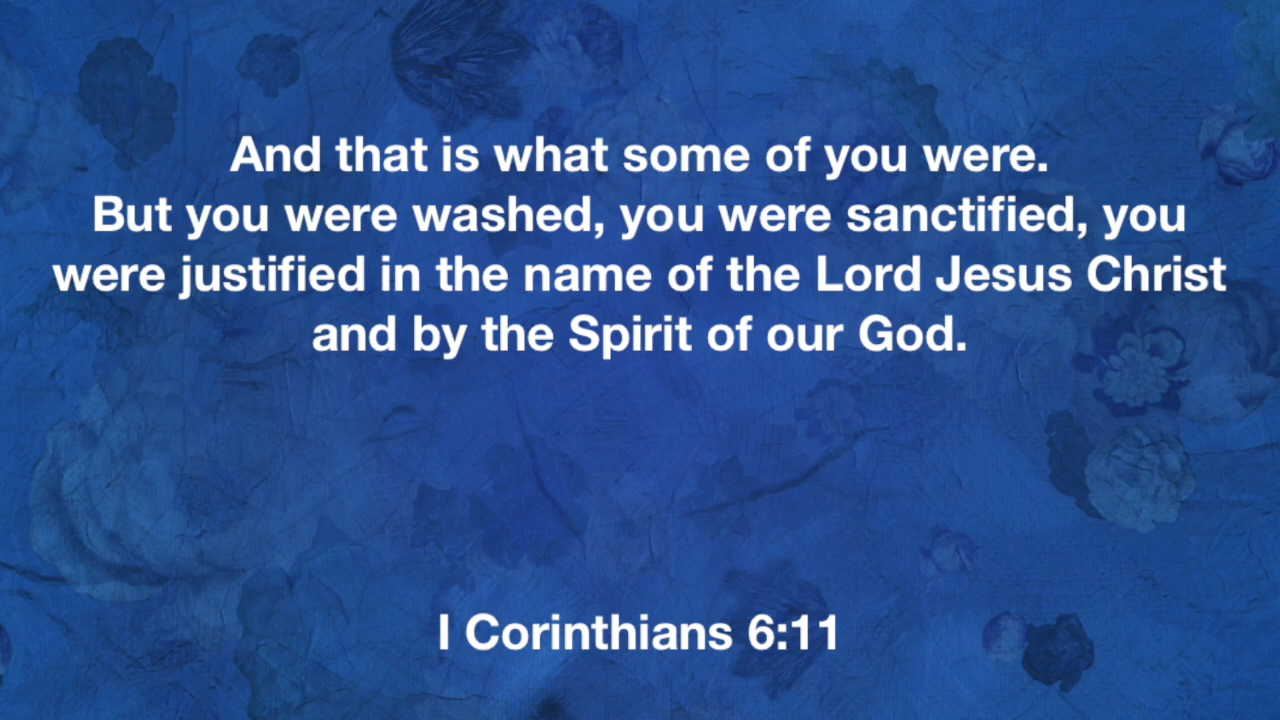 And that is what some of you were.
But you were washed, you were sanctified, you
were justified in the name of the Lord Jesus Christ
and by the Spirit of our God.
I Corinthians 6:11